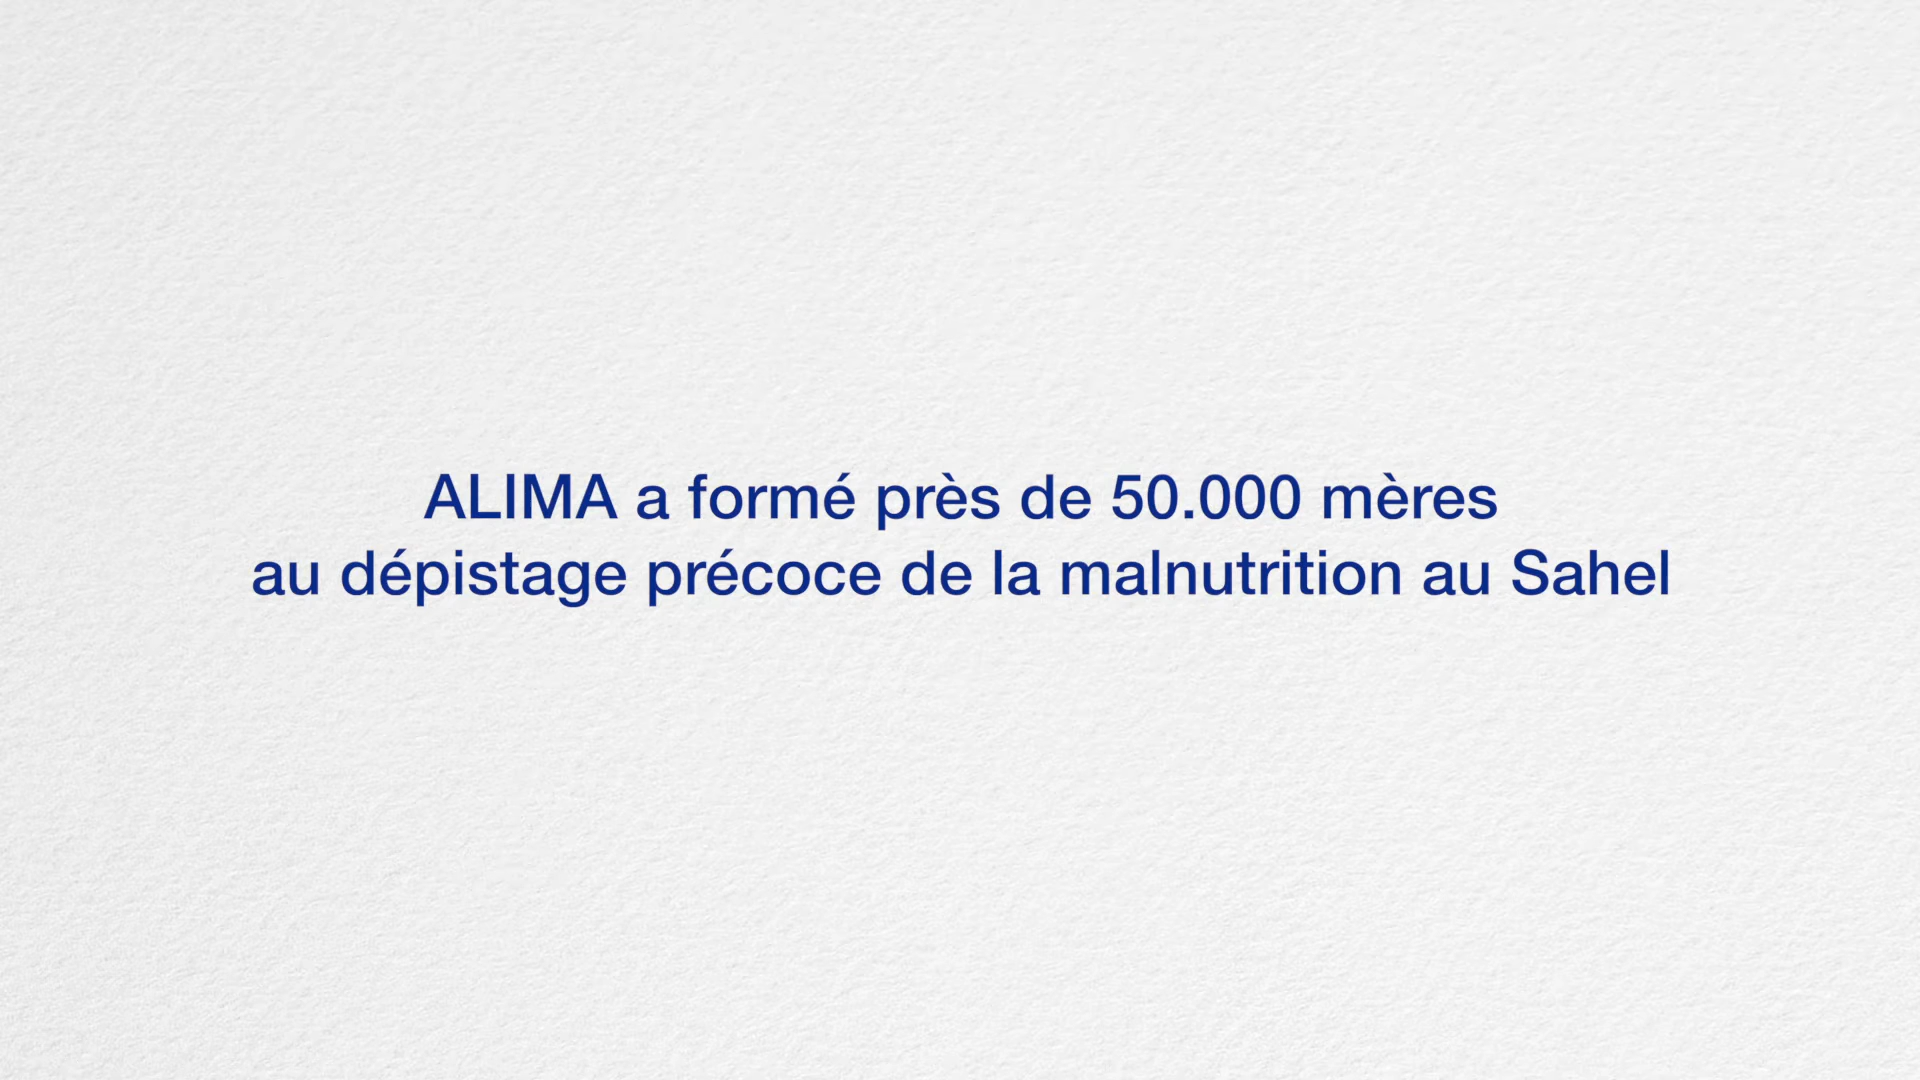 ALIMA a formé près de 50.000 mères
au dépistage précoce de la malnutrition au Sahel